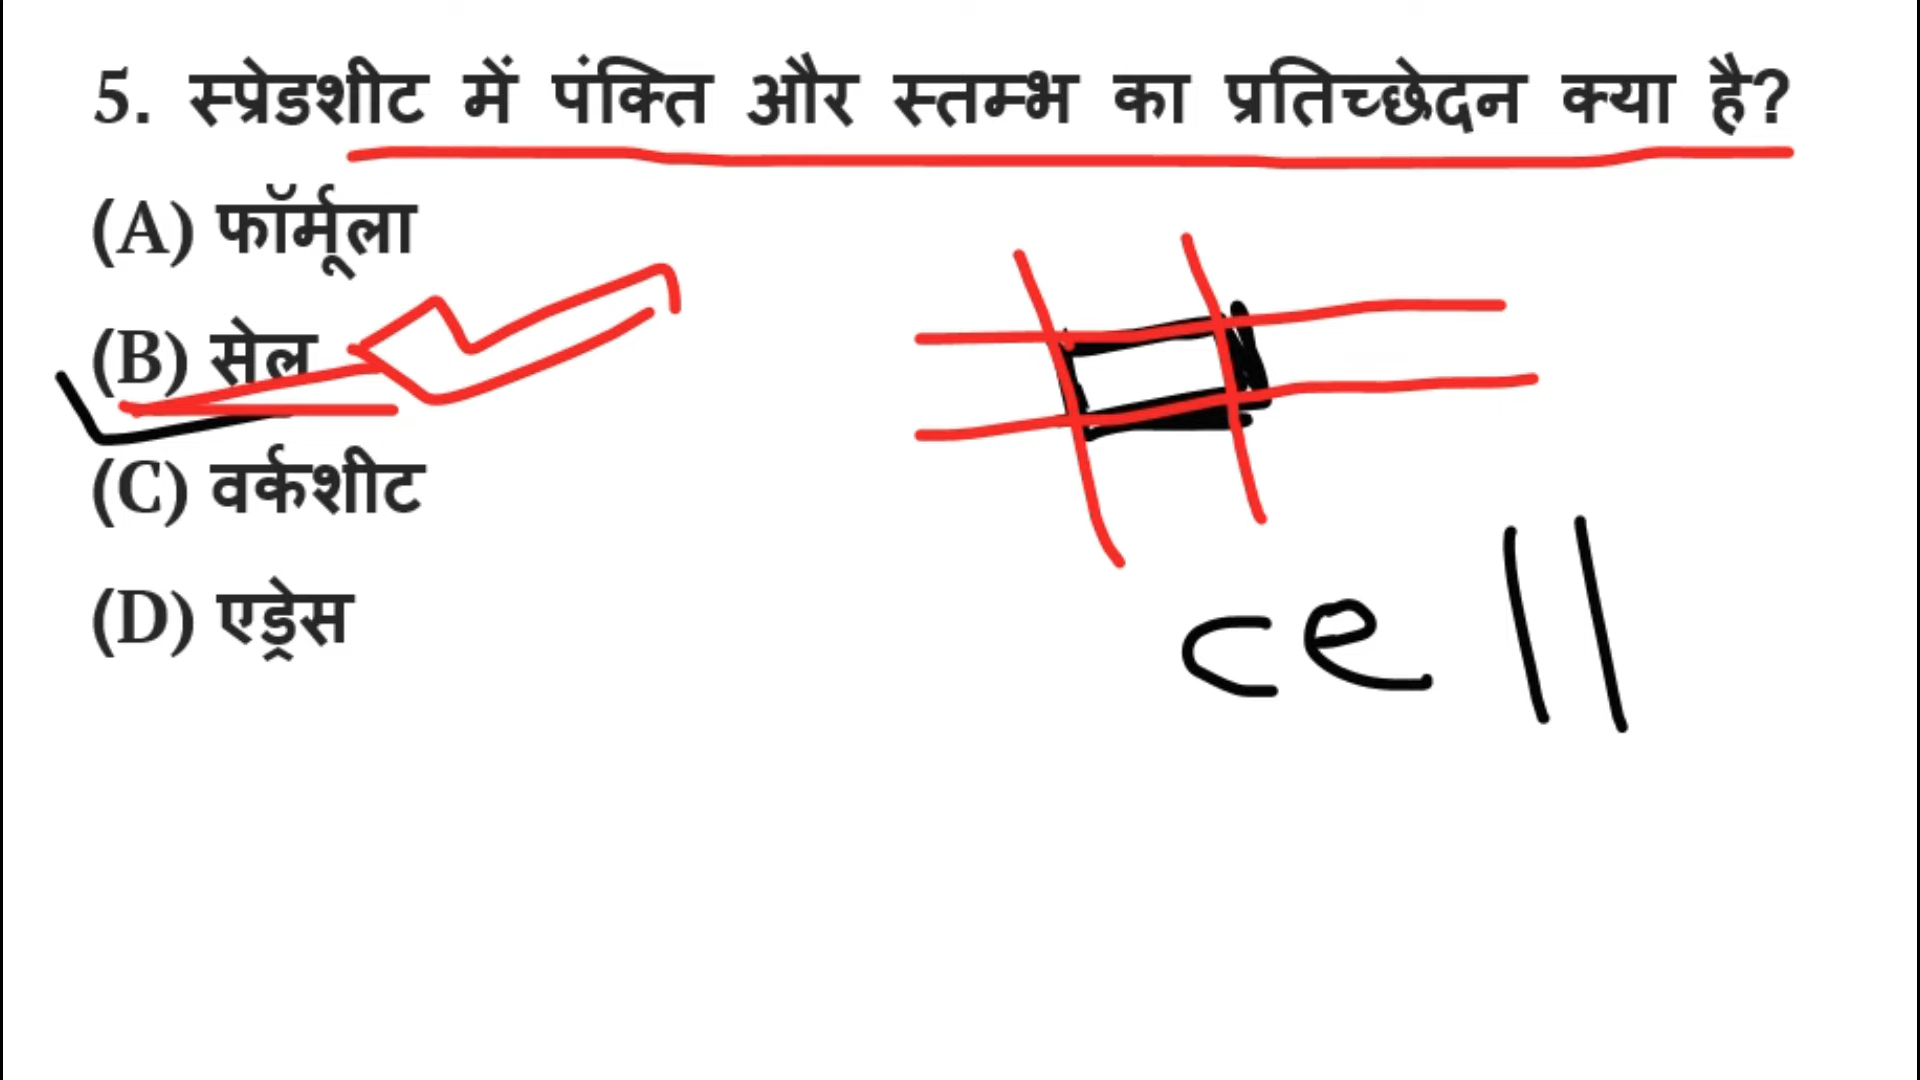 5. स्प्रेडशीट में पंक्ति और स्तम्भ का प्रतिच्छेदन क्या है?
(A) फॉर्मूला
(B) सेल
(C) वर्कशीट
(D) एड्रेस
cell